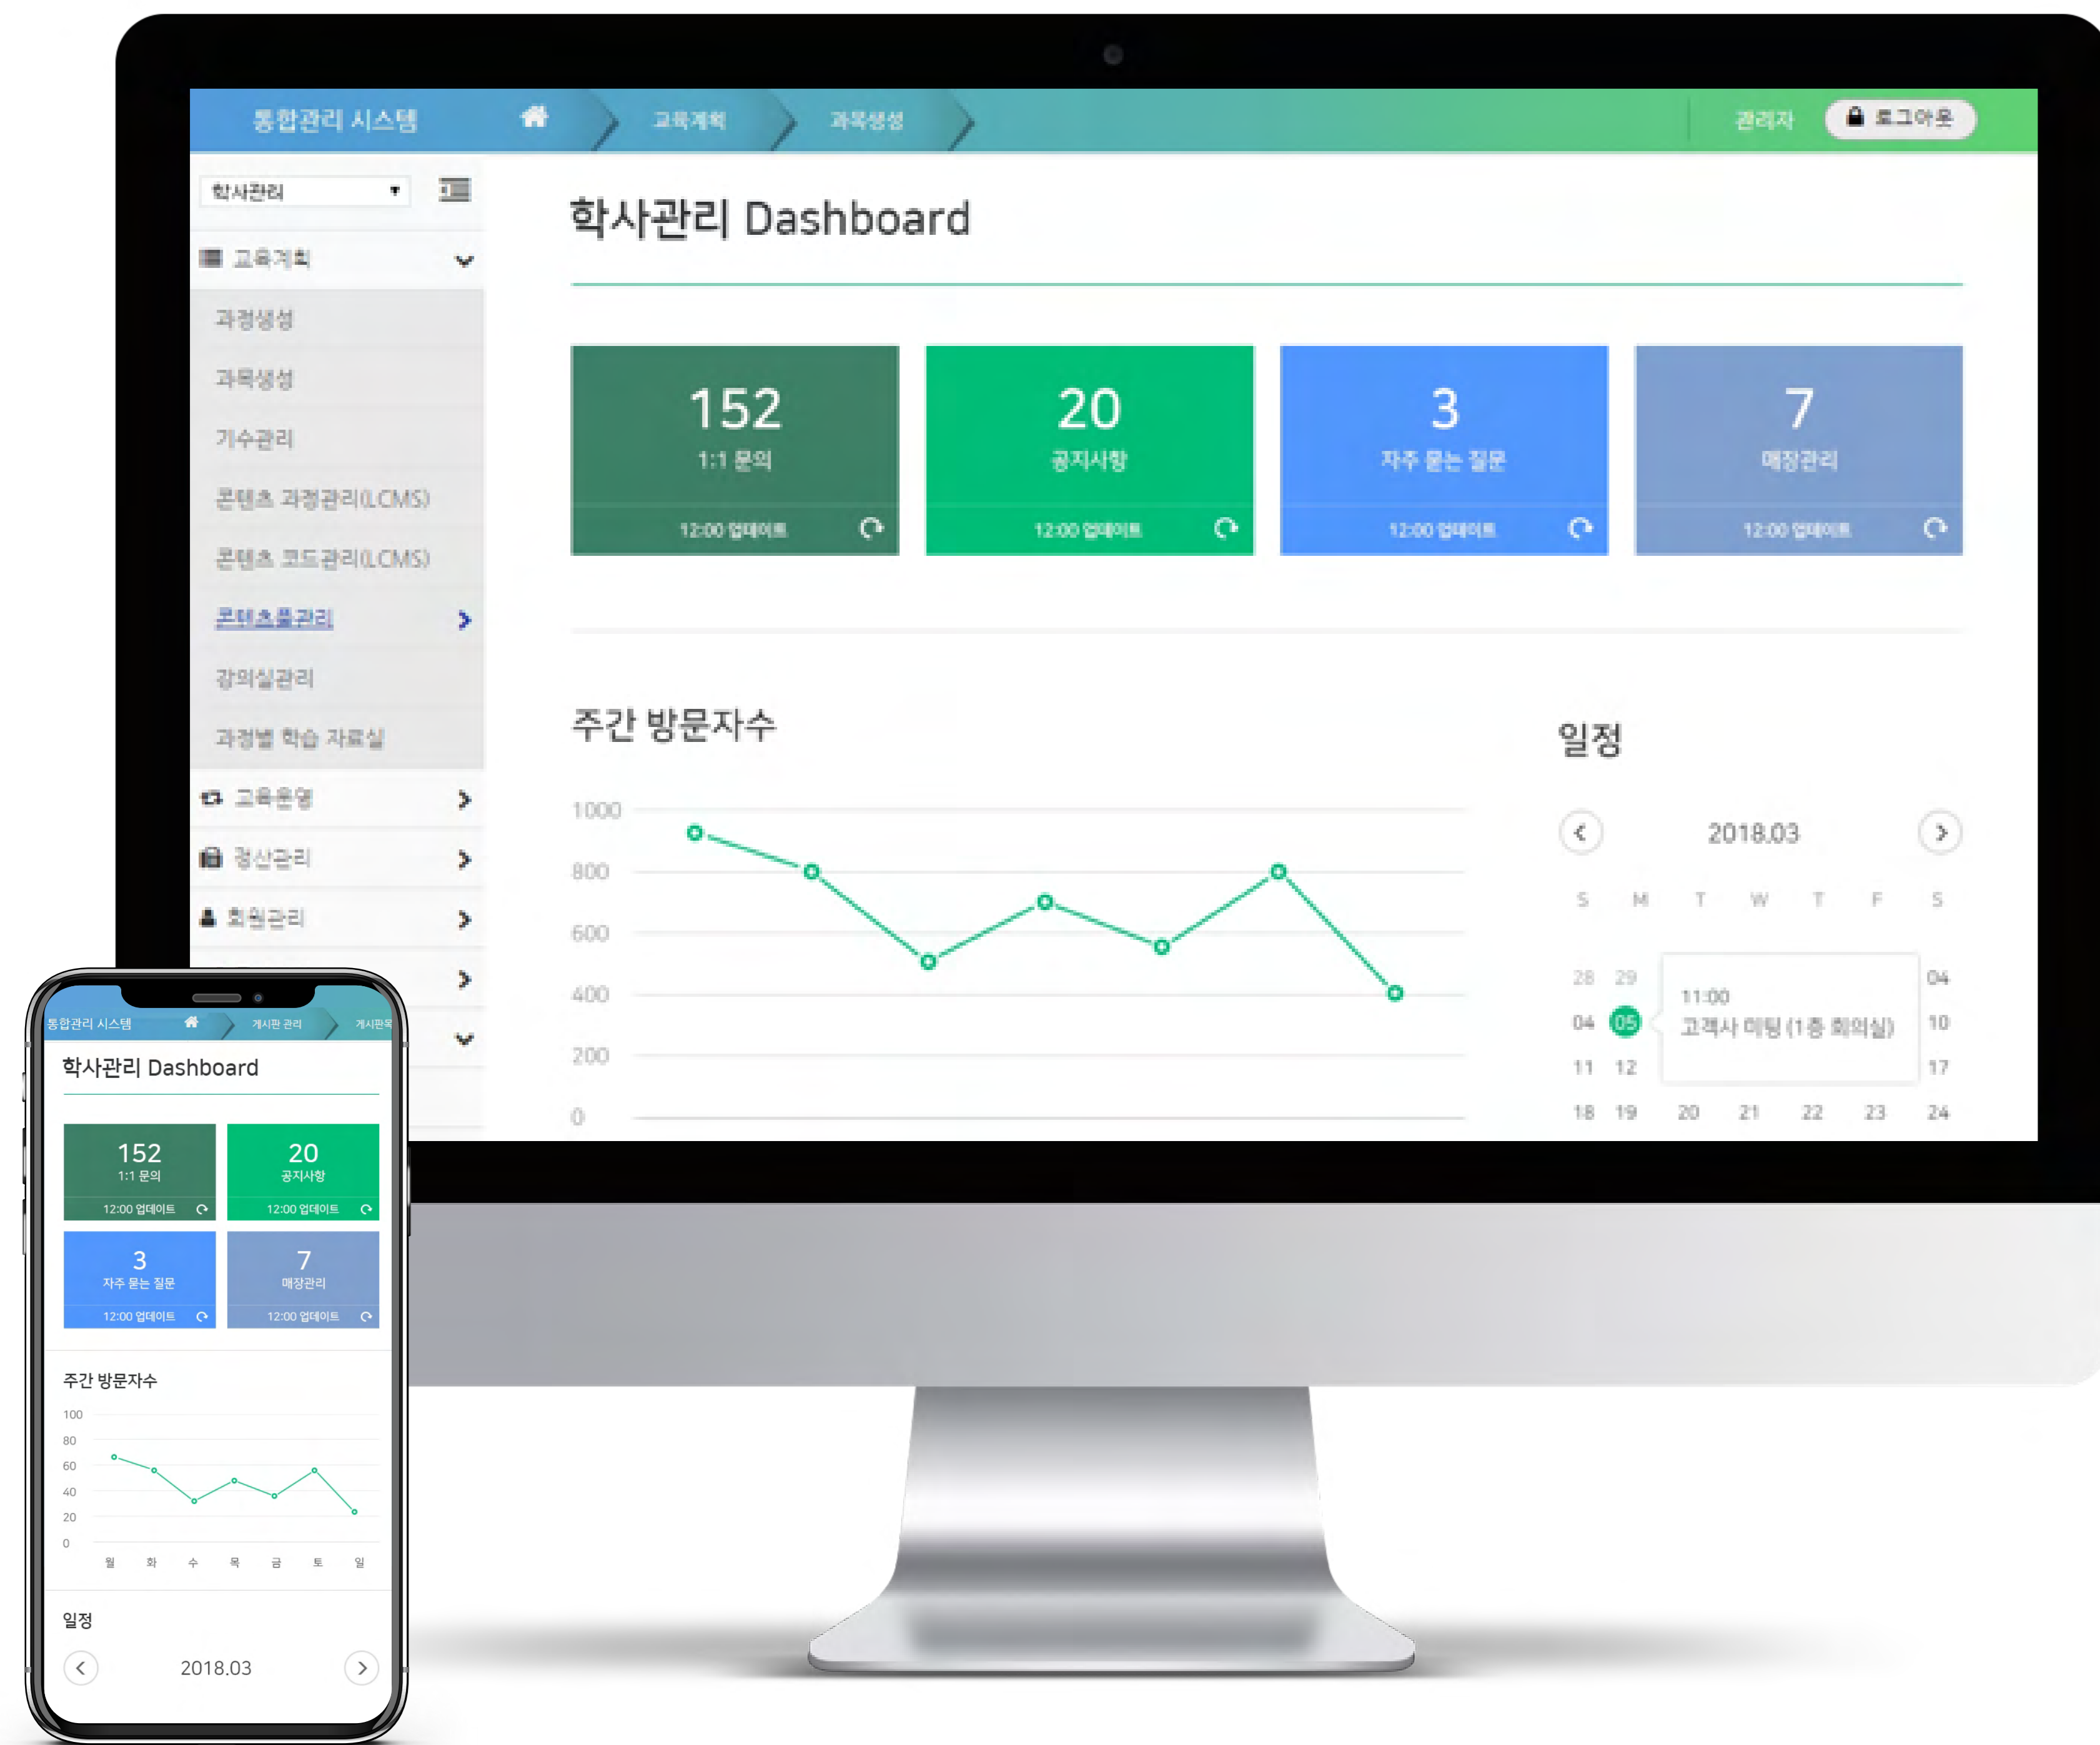 통합관리 시스템
교육계획
과목생성
관리자
로그아웃
학사관리
교육계획
과정생성
과목생성
기수관리
콘텐츠 과정관리(LCMS)
콘텐츠 코드관리(LCMS)
콘텐츠풀관리
강의실관리
과정별 학습 자료실
교육운영
정산관리
회원관리
학사관리 Dashboard
152
1:1 문의
12:00 업데이트
20
공지사항
12:00 업데이트
3
자주 묻는 질문
12:00 업데이트
7
매장관리
12:00 업데이트
주간 방문자수
1000
800
600
400
200
0
일정
2018.03
S M T W T F S
28 29 04
04 05 10
11 12 17
18 19 20 21 22 23 24
11:00
고객사 미팅 (1층 회의실)
통합관리 시스템
게시판 관리
게시판목
학사관리 Dashboard
152
1:1 문의
12:00 업데이트
20
공지사항
12:00 업데이트
3
자주 묻는 질문
12:00 업데이트
7
매장관리
12:00 업데이트
주간 방문자수
100
80
60
40
20
0
월 화 수 목 금 토 일
일정
2018.03